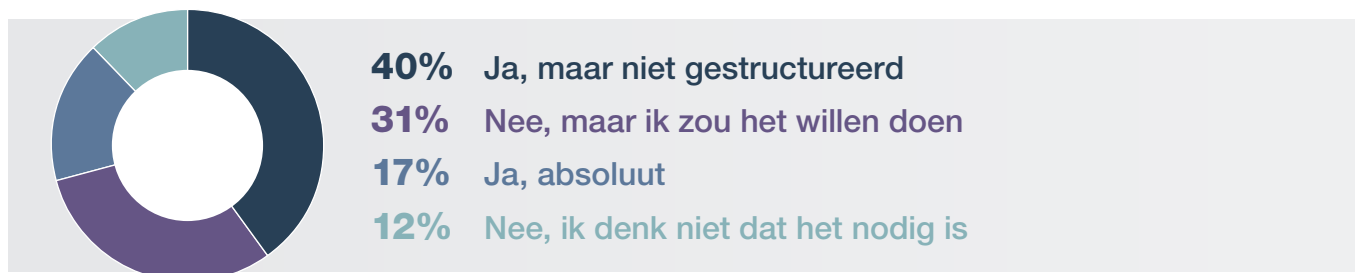 40% Ja, maar niet gestructureerd
31% Nee, maar ik zou het willen doen
17% Ja, absoluut
12% Nee, ik denk niet dat het nodig is